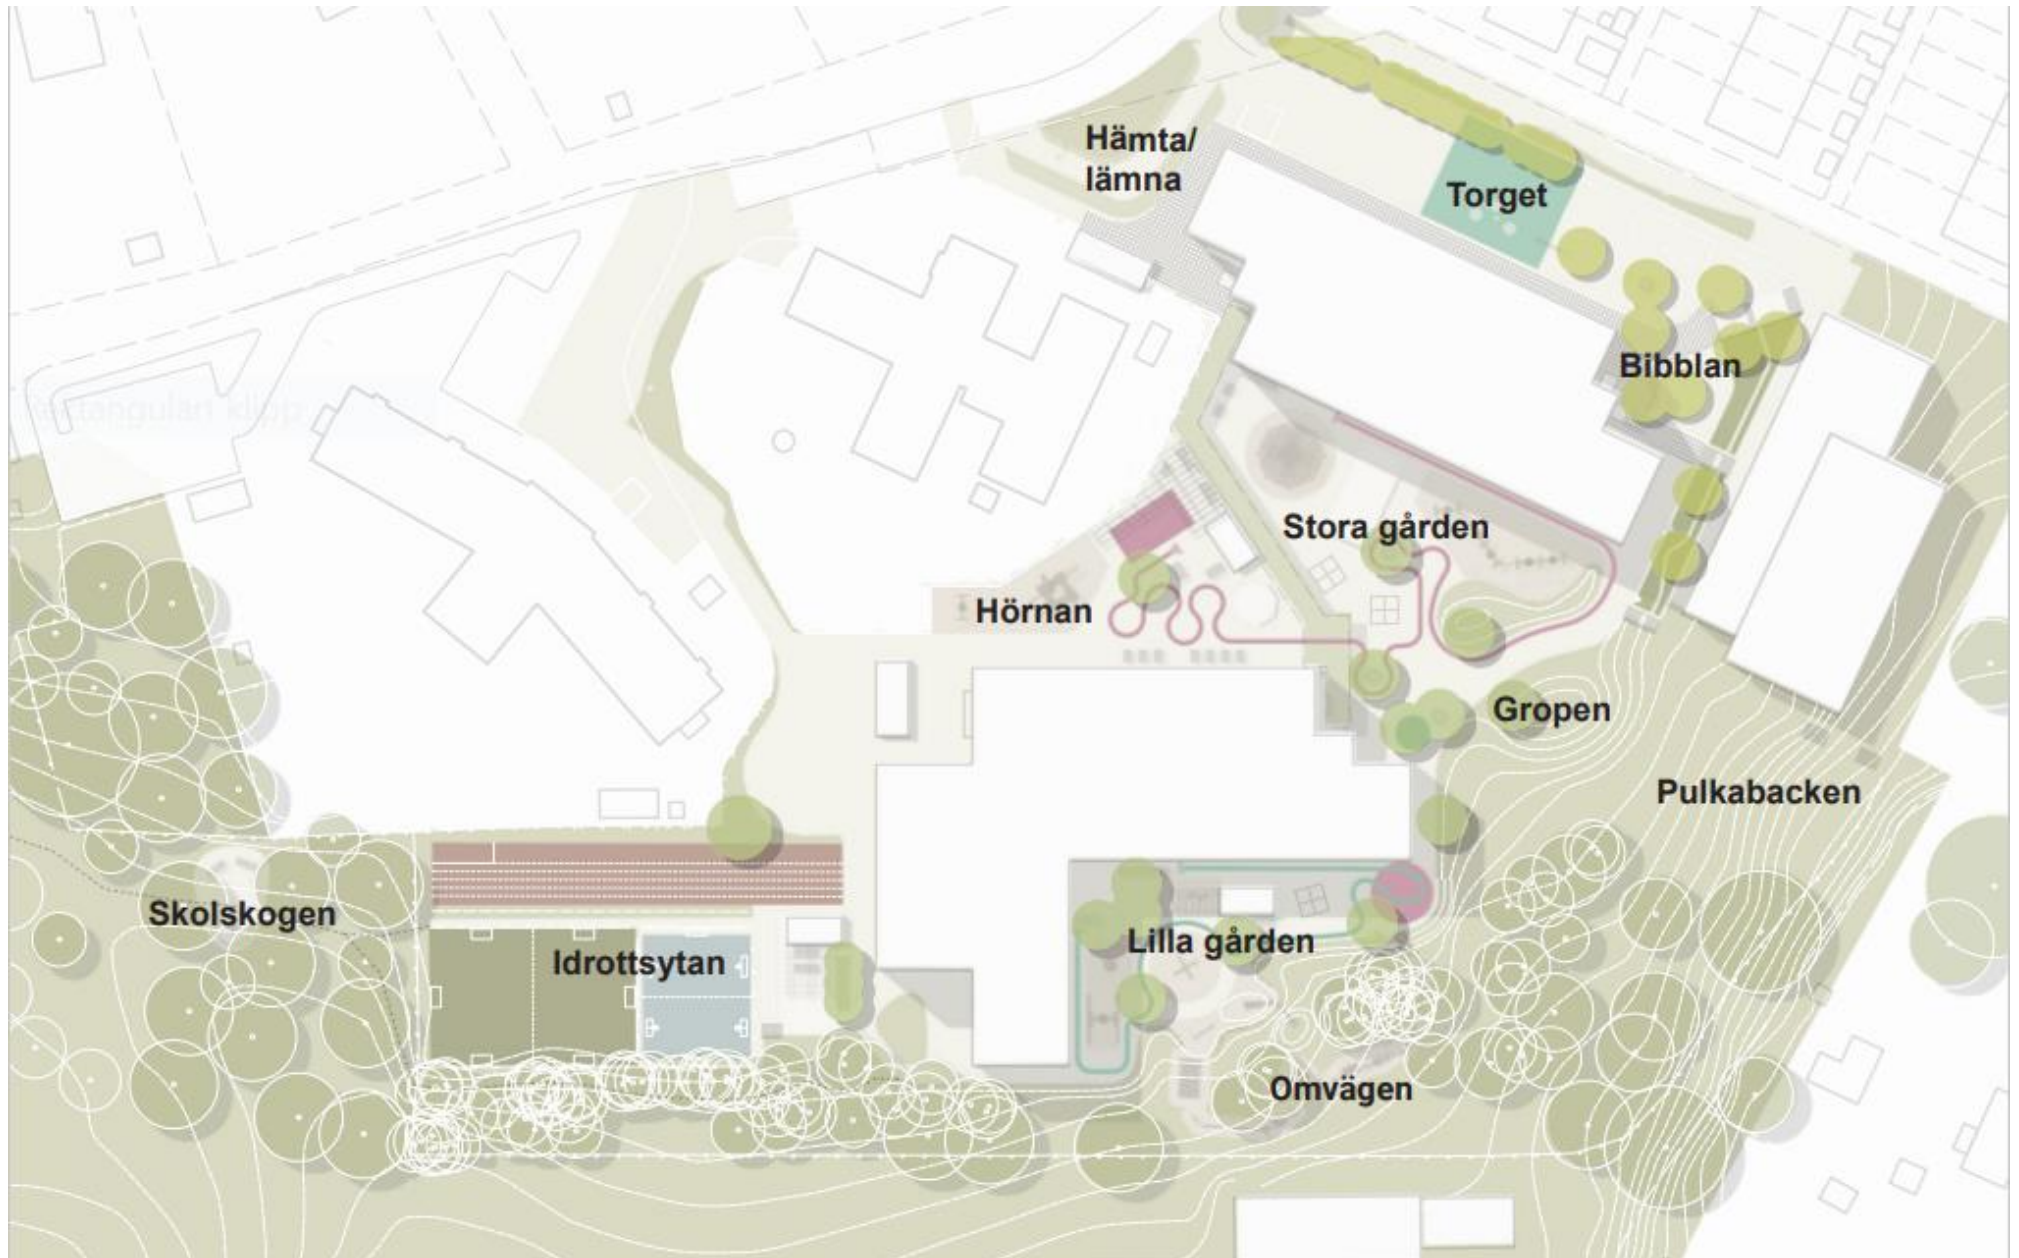 Hämta/
lämna
Torget
Bibblan
Stora gården
Hörnan
Gropen
Pulkabacken
Skolskogen
Idrottsytan
Lilla gården
Omvägen